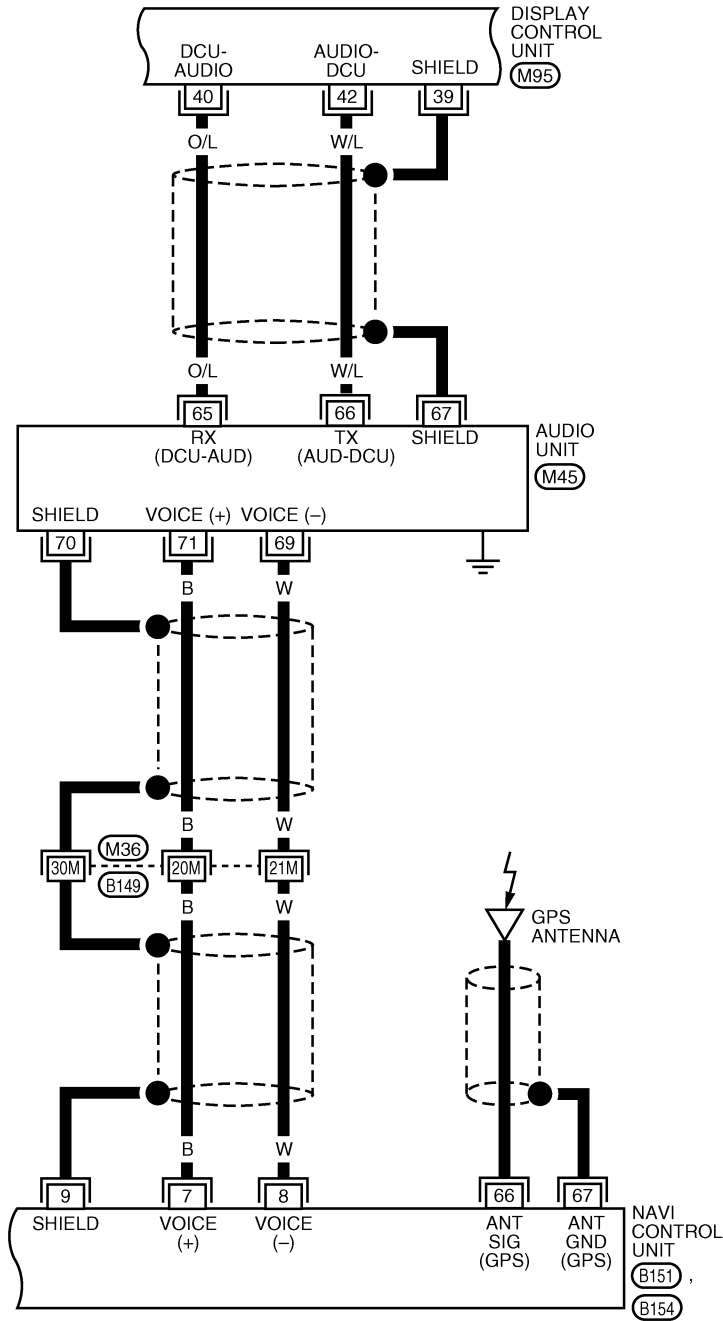 DISPLAY
CONTROL
UNIT
M95
DCU-
AUDIO
AUDIO-
DCU
SHIELD
40
42
39
O/L
W/L
O/L
W/L
65
66
67
RX
(DCU-AUD)
TX
(AUD-DCU)
SHIELD
AUDIO
UNIT
M45
SHIELD
VOICE (+)
VOICE (–)
70
71
69
B
W
B
W
M36
30M
20M
21M
B149
B
W
GPS
ANTENNA
B
W
9
7
8
66
67
SHIELD
VOICE
(+)
VOICE
(–)
ANT
SIG
(GPS)
ANT
GND
(GPS)
NAVI
CONTROL
UNIT
B151 ,
B154